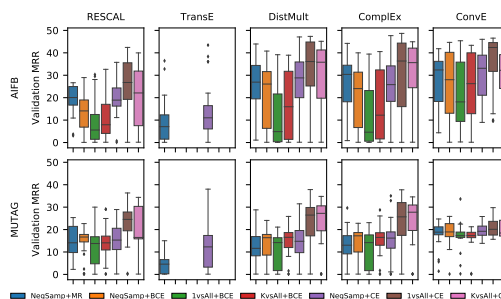 RESCAL TransE DistMult ComplEx ConvE
AIFB
Validation MRR
50
40
30
20
10
0
MUTAG
Validation MRR
50
40
30
20
10
0
NegSamp+MR NegSamp+BCE 1vsAll+BCE KvsAll+BCE NegSamp+CE 1vsAll+CE